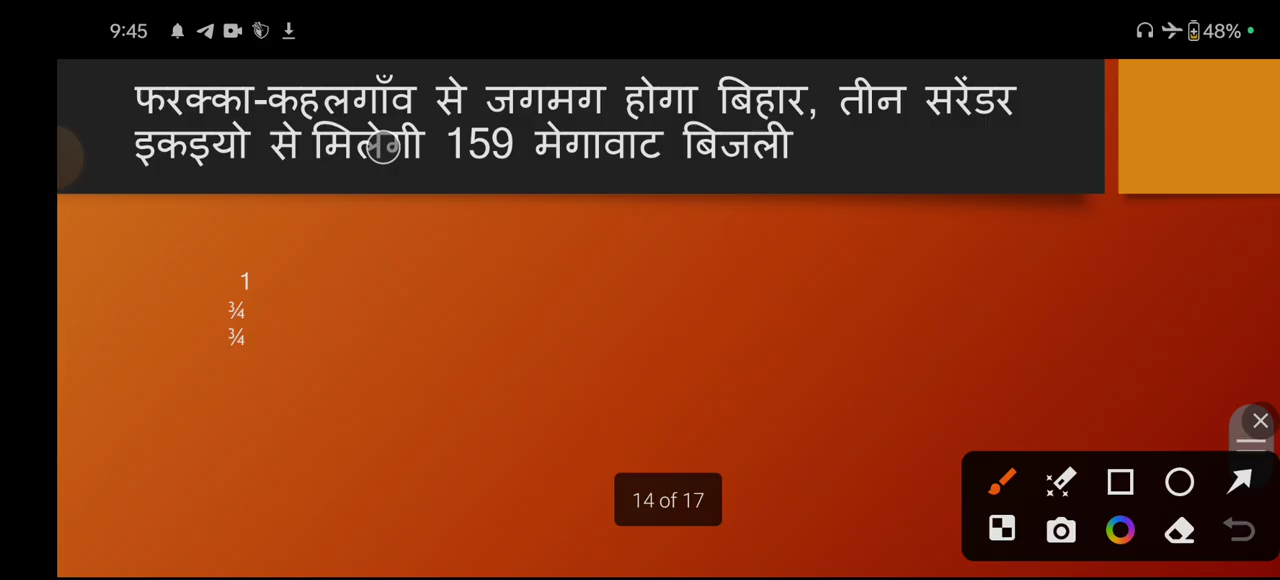 9:45
48%
फरक्का-कहलगाँव से जगमग होगा बिहार, तीन सरेंडर
इकइयो से मिलेगी 159 मेगावाट बिजली
1
¾
¾
14 of 17